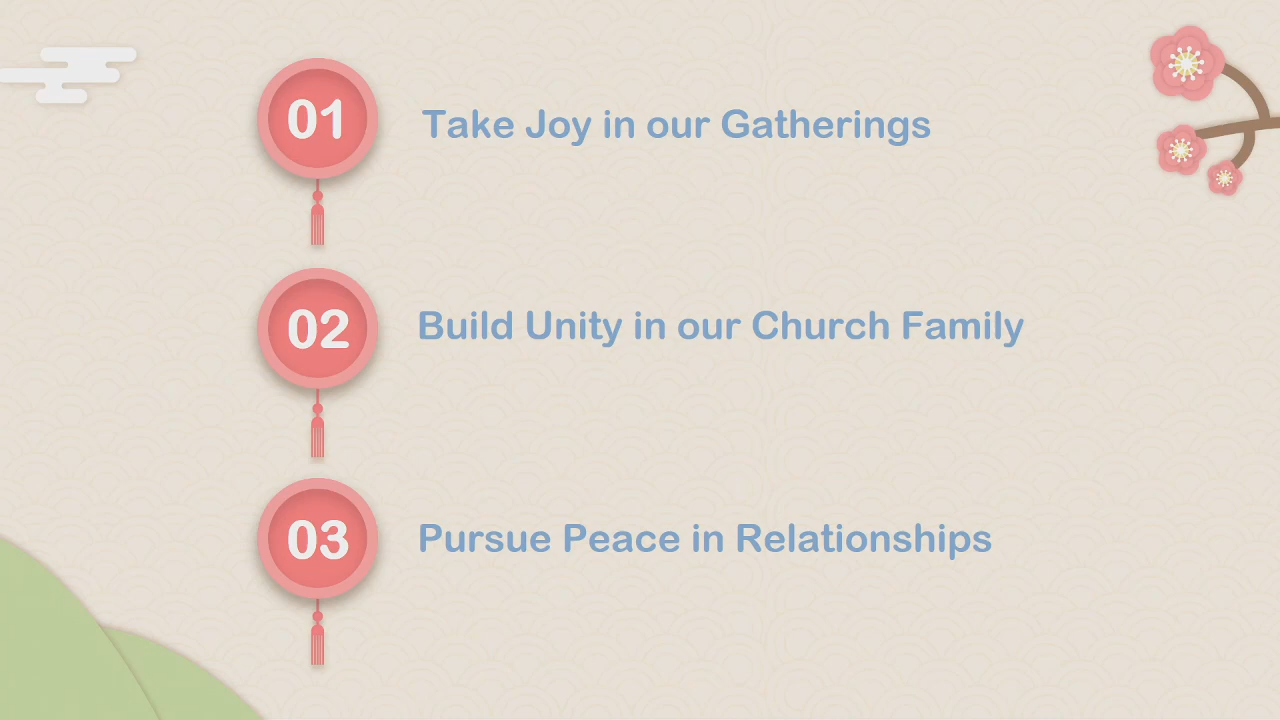 01
Take Joy in our Gatherings
02
Build Unity in our Church Family
03
Pursue Peace in Relationships